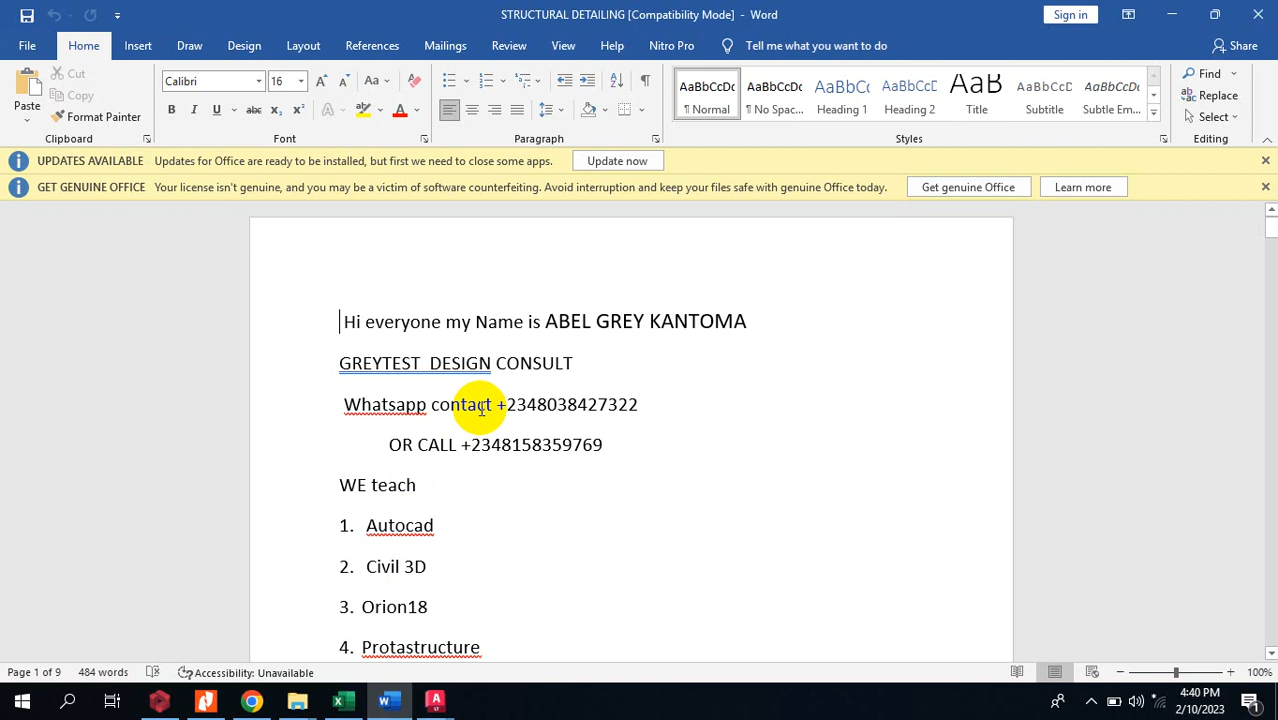 STRUCTURAL DETAILING [Compatibility Mode] - Word
Sign in
File Home Insert Draw Design Layout References Mailings Review View Help Nitro Pro Tell me what you want to do Share
Paste
Cut
Copy
Format Painter
Clipboard
Calibri 16
Font
Paragraph
AaBbCcDc AaBbCcDc AaBbCc AaBbCcD AaB AaBbCcD AaBbCcDc
¶ Normal ¶ No Spac... Heading 1 Heading 2 Title Subtitle Subtle Em...
Styles
Find
Replace
Select
Editing
UPDATES AVAILABLE Updates for Office are ready to be installed, but first we need to close some apps. Update now
GET GENUINE OFFICE Your license isn't genuine, and you may be a victim of software counterfeiting. Avoid interruption and keep your files safe with genuine Office today. Get genuine Office Learn more
Hi everyone my Name is ABEL GREY KANTOMA
GREYTEST DESIGN CONSULT
Whatsapp contact +2348038427322
OR CALL +2348158359769
WE teach
1. Autocad
2. Civil 3D
3. Orion18
4. Protastructure
Page 1 of 9 484 words Accessibility: Unavailable 100%
4:40 PM
2/10/2023